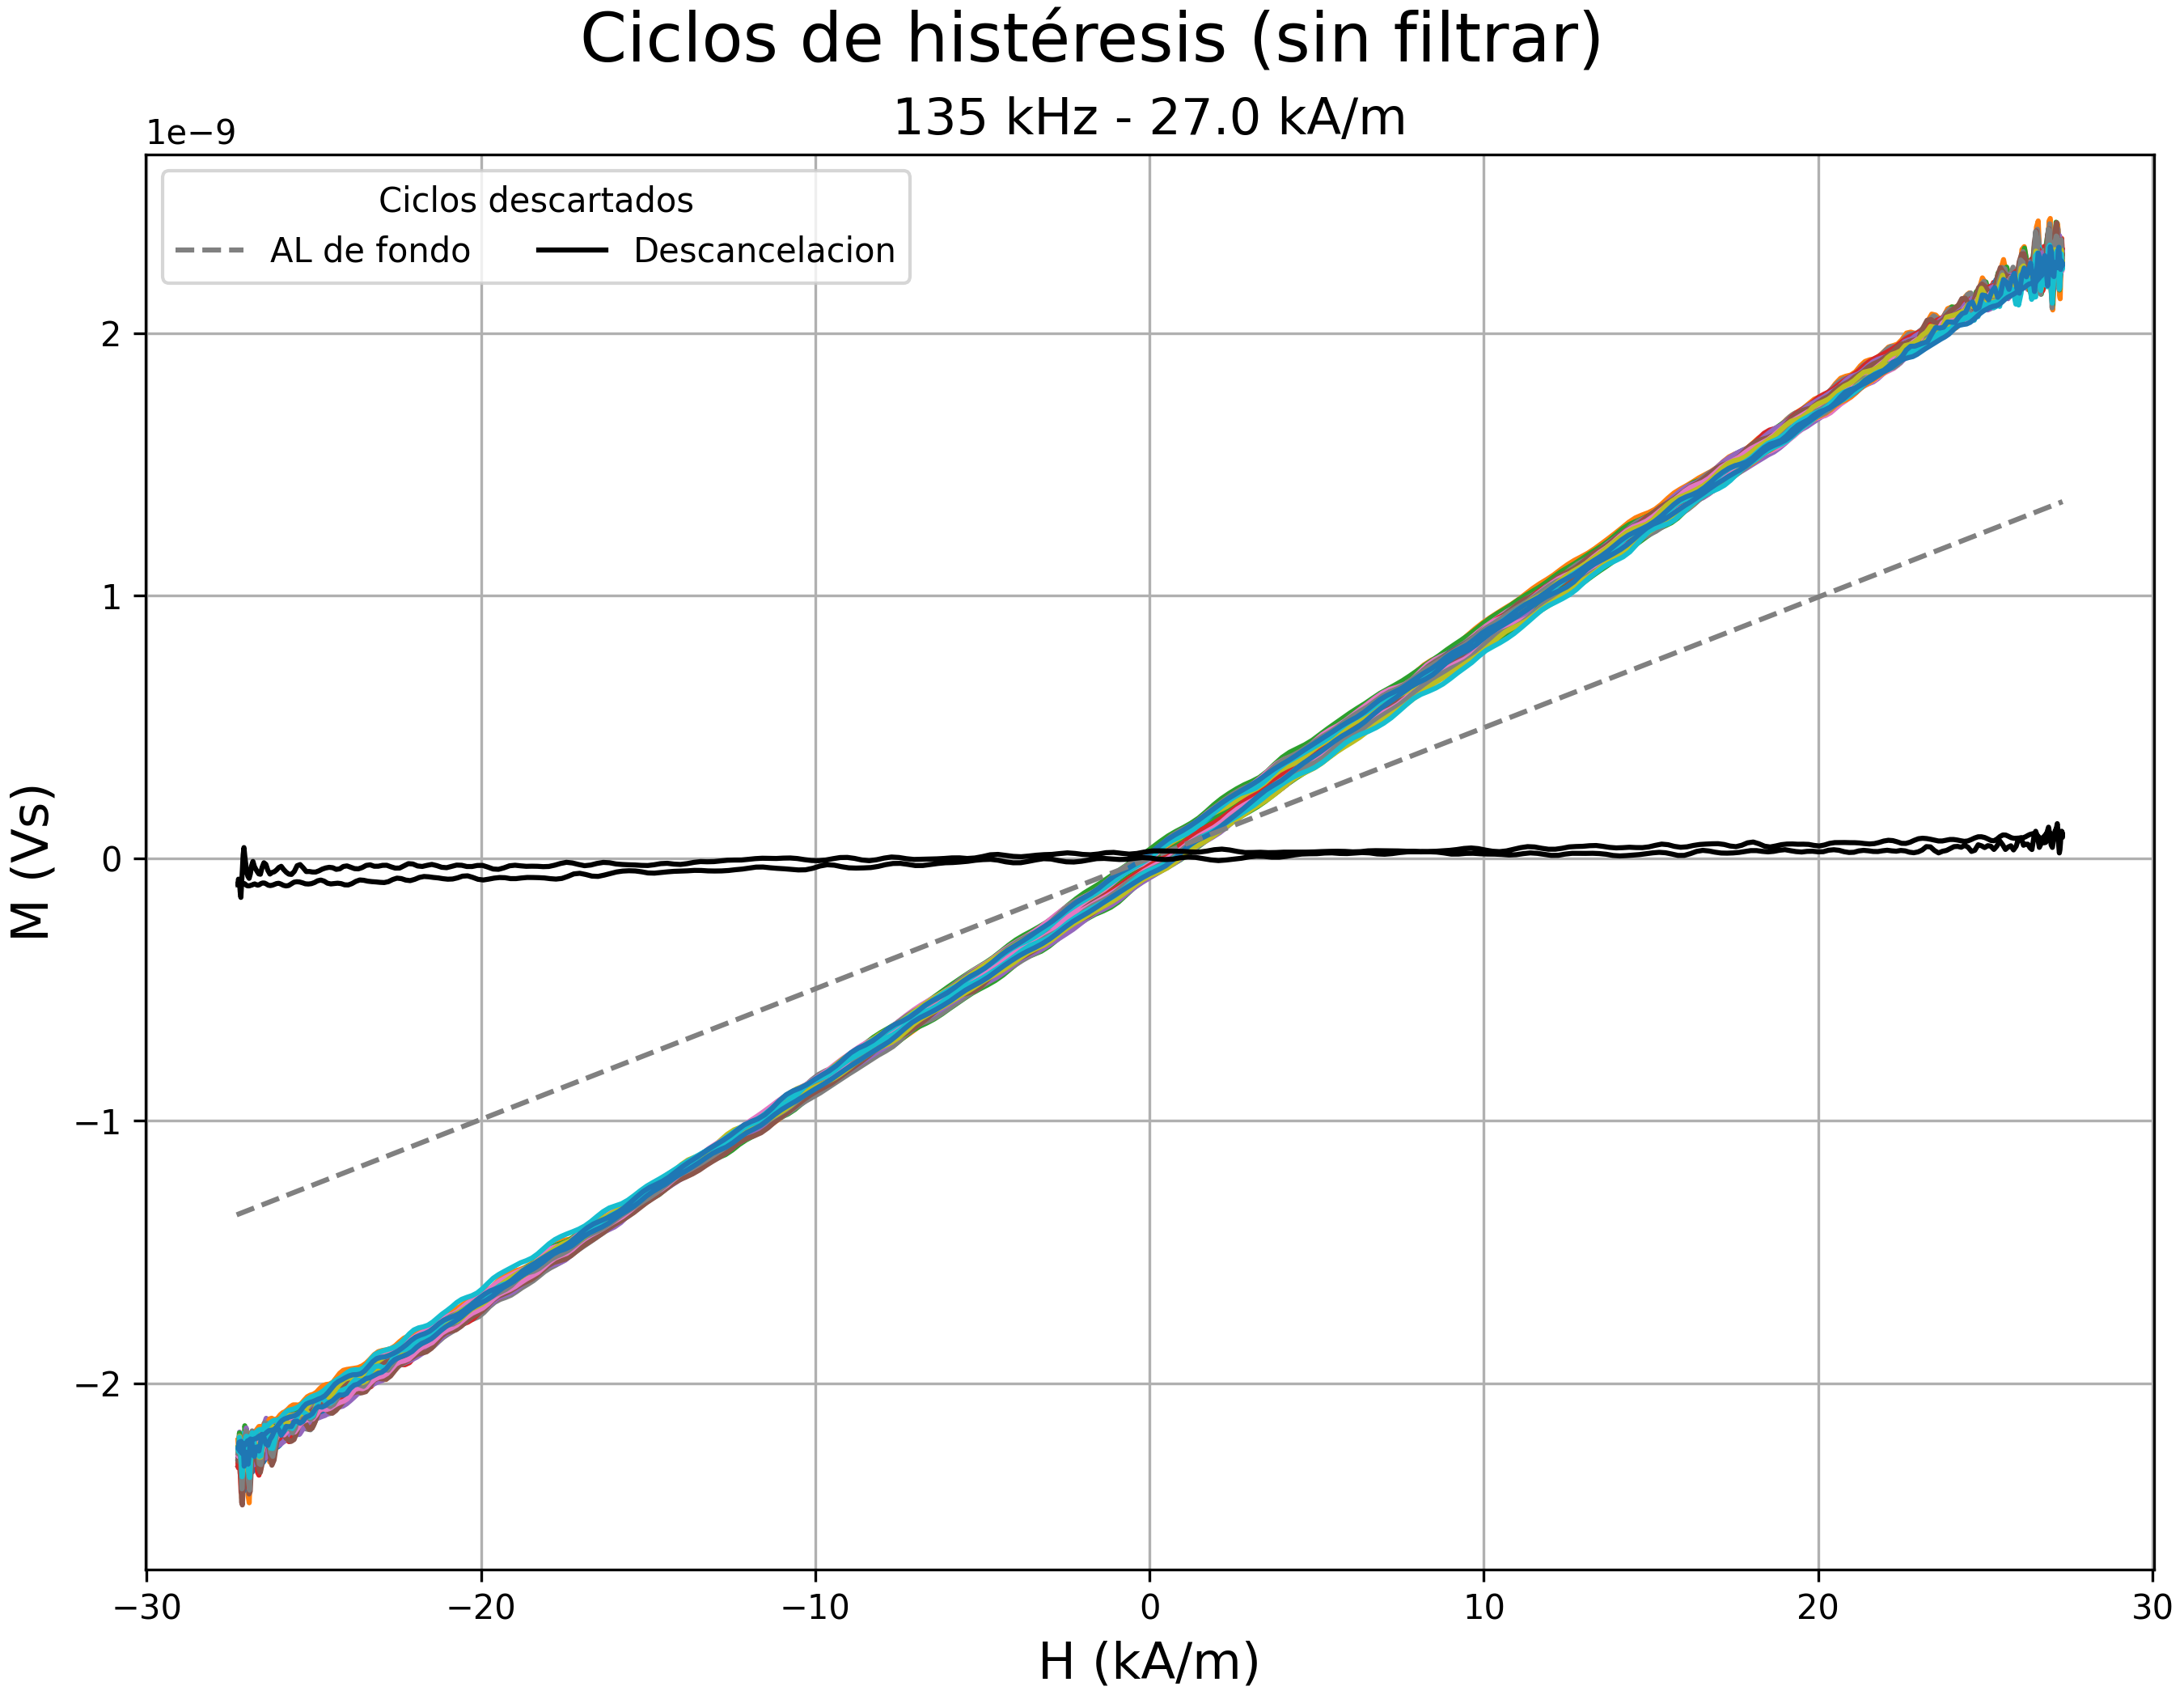 Ciclos de histéresis (sin filtrar)
135 kHz - 27.0 kA/m
1e−9
Ciclos descartados
AL de fondo Descancelacion
2
1
0
−1
−2
M (Vs)
−30 −20 −10 0 10 20 30
H (kA/m)